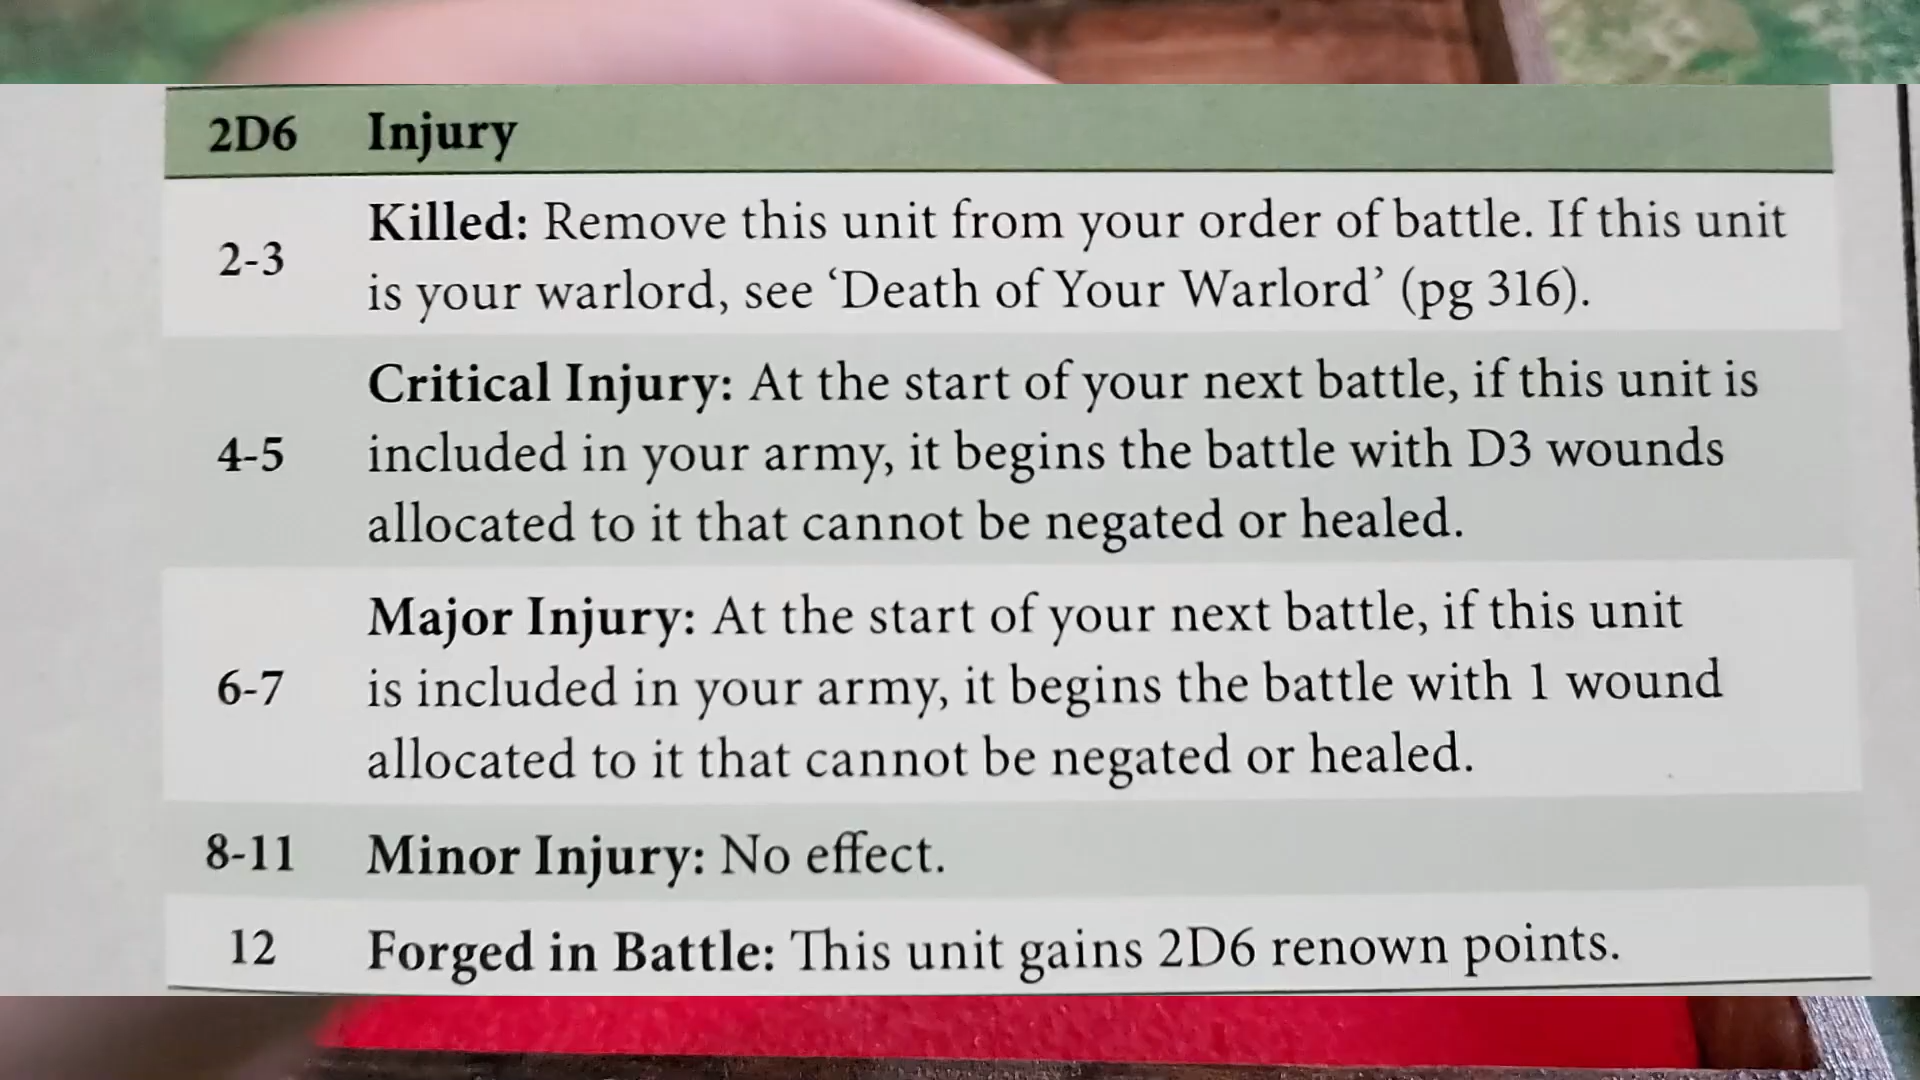 2D6 Injury
2-3
Killed: Remove this unit from your order of battle. If this unit
is your warlord, see ‘Death of Your Warlord’ (pg 316).
4-5
Critical Injury: At the start of your next battle, if this unit is
included in your army, it begins the battle with D3 wounds
allocated to it that cannot be negated or healed.
6-7
Major Injury: At the start of your next battle, if this unit
is included in your army, it begins the battle with 1 wound
allocated to it that cannot be negated or healed.
8-11 Minor Injury: No effect.
12 Forged in Battle: This unit gains 2D6 renown points.